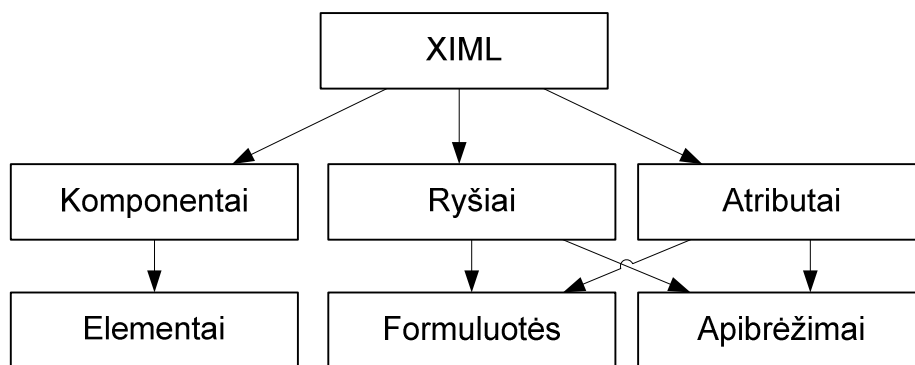 XIML
Komponentai
Ryšiai
Atributai
Elementai
Formuluotės
Apibrėžimai